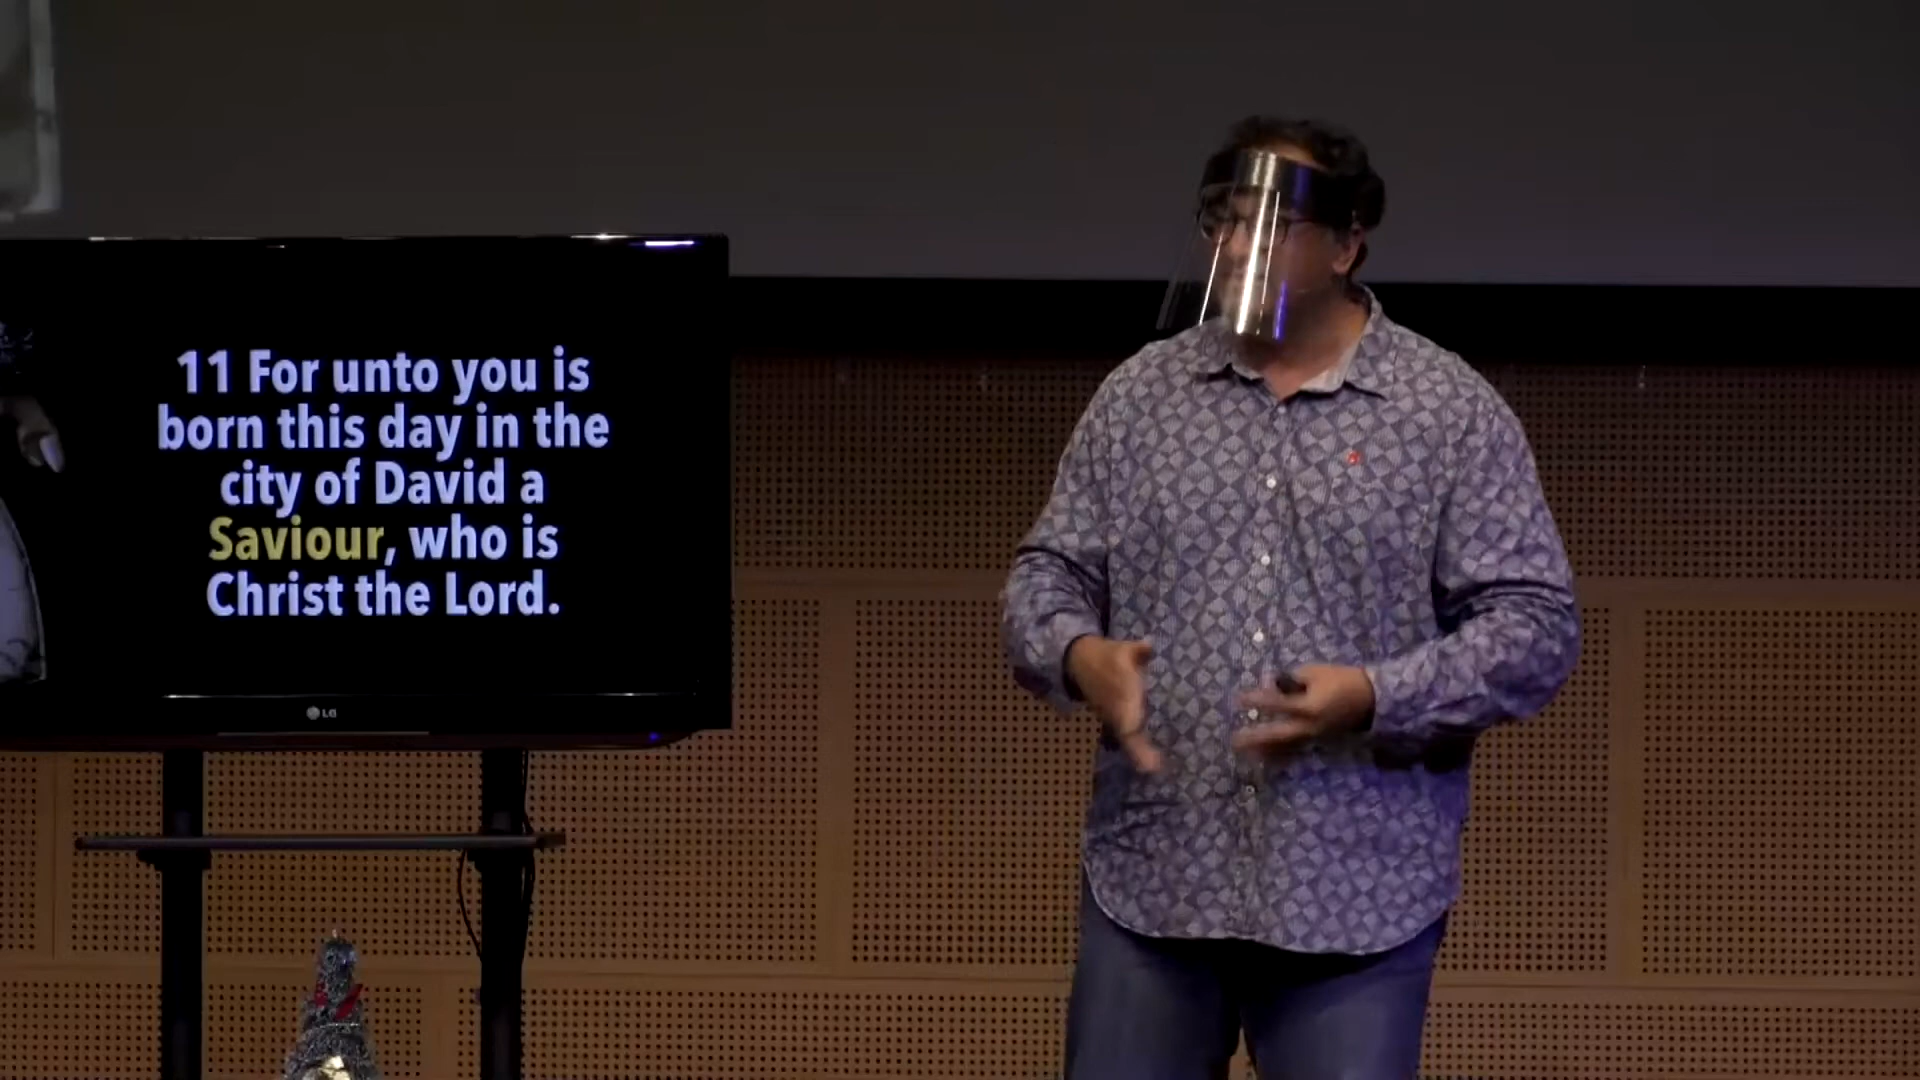 11 For unto you is
born this day in the
city of David a
Saviour, who is
Christ the Lord.
LG